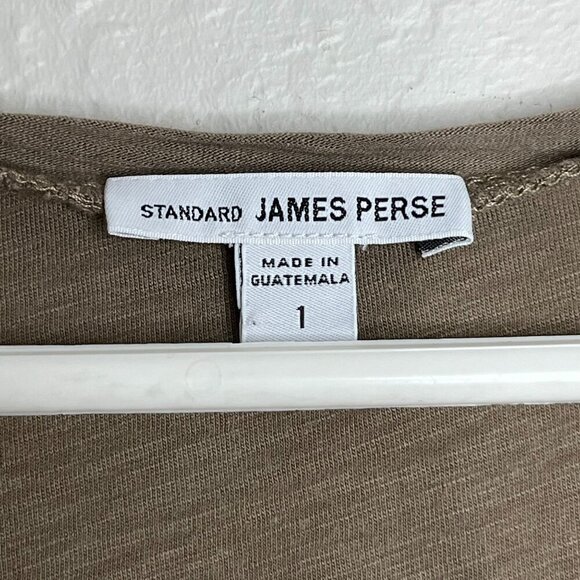 STANDARD JAMES PERSE
MADE IN
GUATEMALA
1